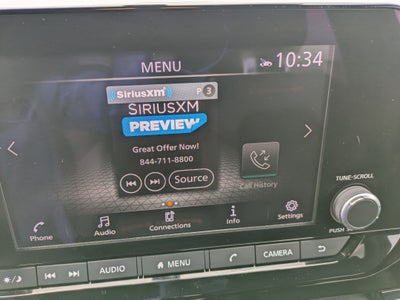 MENU
10:34
SiriusXM
P 3
SIRIUSXM
PREVIEW
Great Offer Now!
844-711-8800
Source
Call History
TUNE•SCROLL
Phone
Audio
Connections
Info
Settings
PUSH
AUDIO
MENU
CAMERA